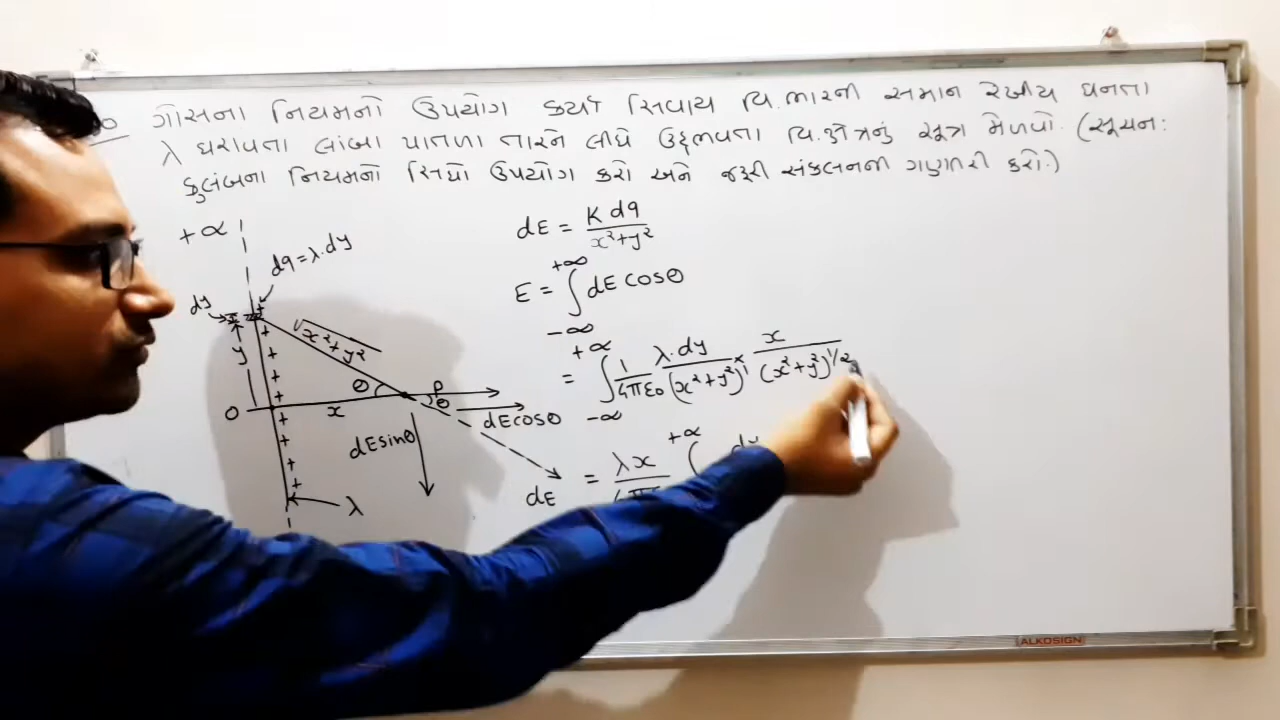 ગૉસના નિયમનો ઉપયોગ કર્યા સિવાય વિ.ભારની સમાન રેખીય ઘનતા
λ ધરાવતા લાંબા પાતળા તારને લીધે ઉદ્ભવતા વિ.ક્ષેત્રનું સૂત્ર મેળવો. (સૂચન:
કુલંબના નિયમનો સિધો ઉપયોગ કરો અને જરૂરી સંકલનની ગણતરી કરો.)
+∝
dq = λ.dy
dy
y
√x²+y²
θ
P
θ
O
x
dEcosθ
dEsinθ
dE
λ
dE = K dq / x²+y²
E = ∫ +∞ -∞ dE cosθ
= ∫ +∝ -∞ 1/4πε₀ λ.dy/(x²+y²)¹ × x/(x²+y²)^1/2
= λx +∝ dy
ALKOSIGN